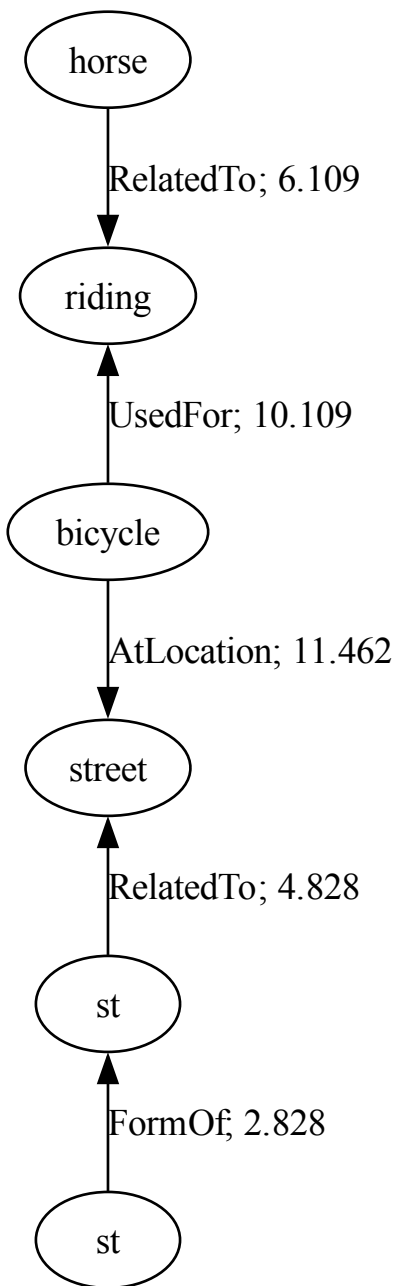 horse
RelatedTo; 6.109
riding
UsedFor; 10.109
bicycle
AtLocation; 11.462
street
RelatedTo; 4.828
st
FormOf; 2.828
st